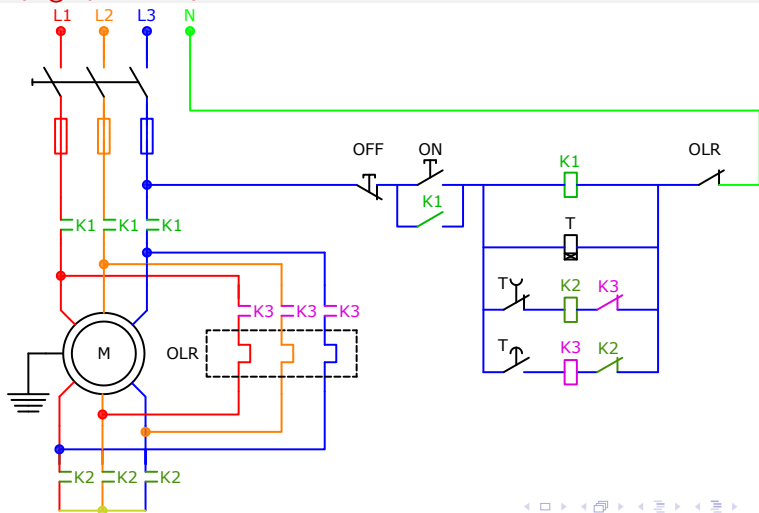 L1 L2 L3 N
OFF ON OLR
K1
K1
K1 K1 K1
T
T K2 K3
K3 K3 K3
M OLR
T K3 K2
K2 K2 K2